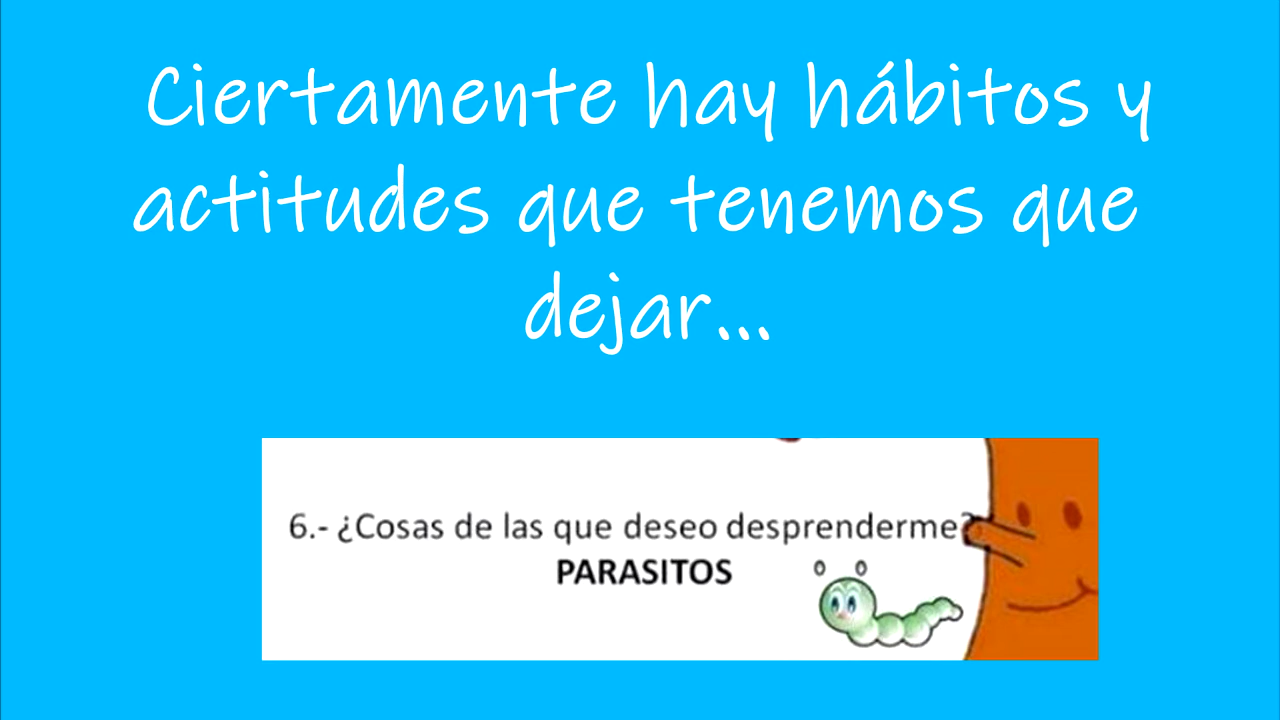 Ciertamente hay hábitos y
actitudes que tenemos que
dejar...
6.- ¿Cosas de las que deseo desprenderme?
PARASITOS